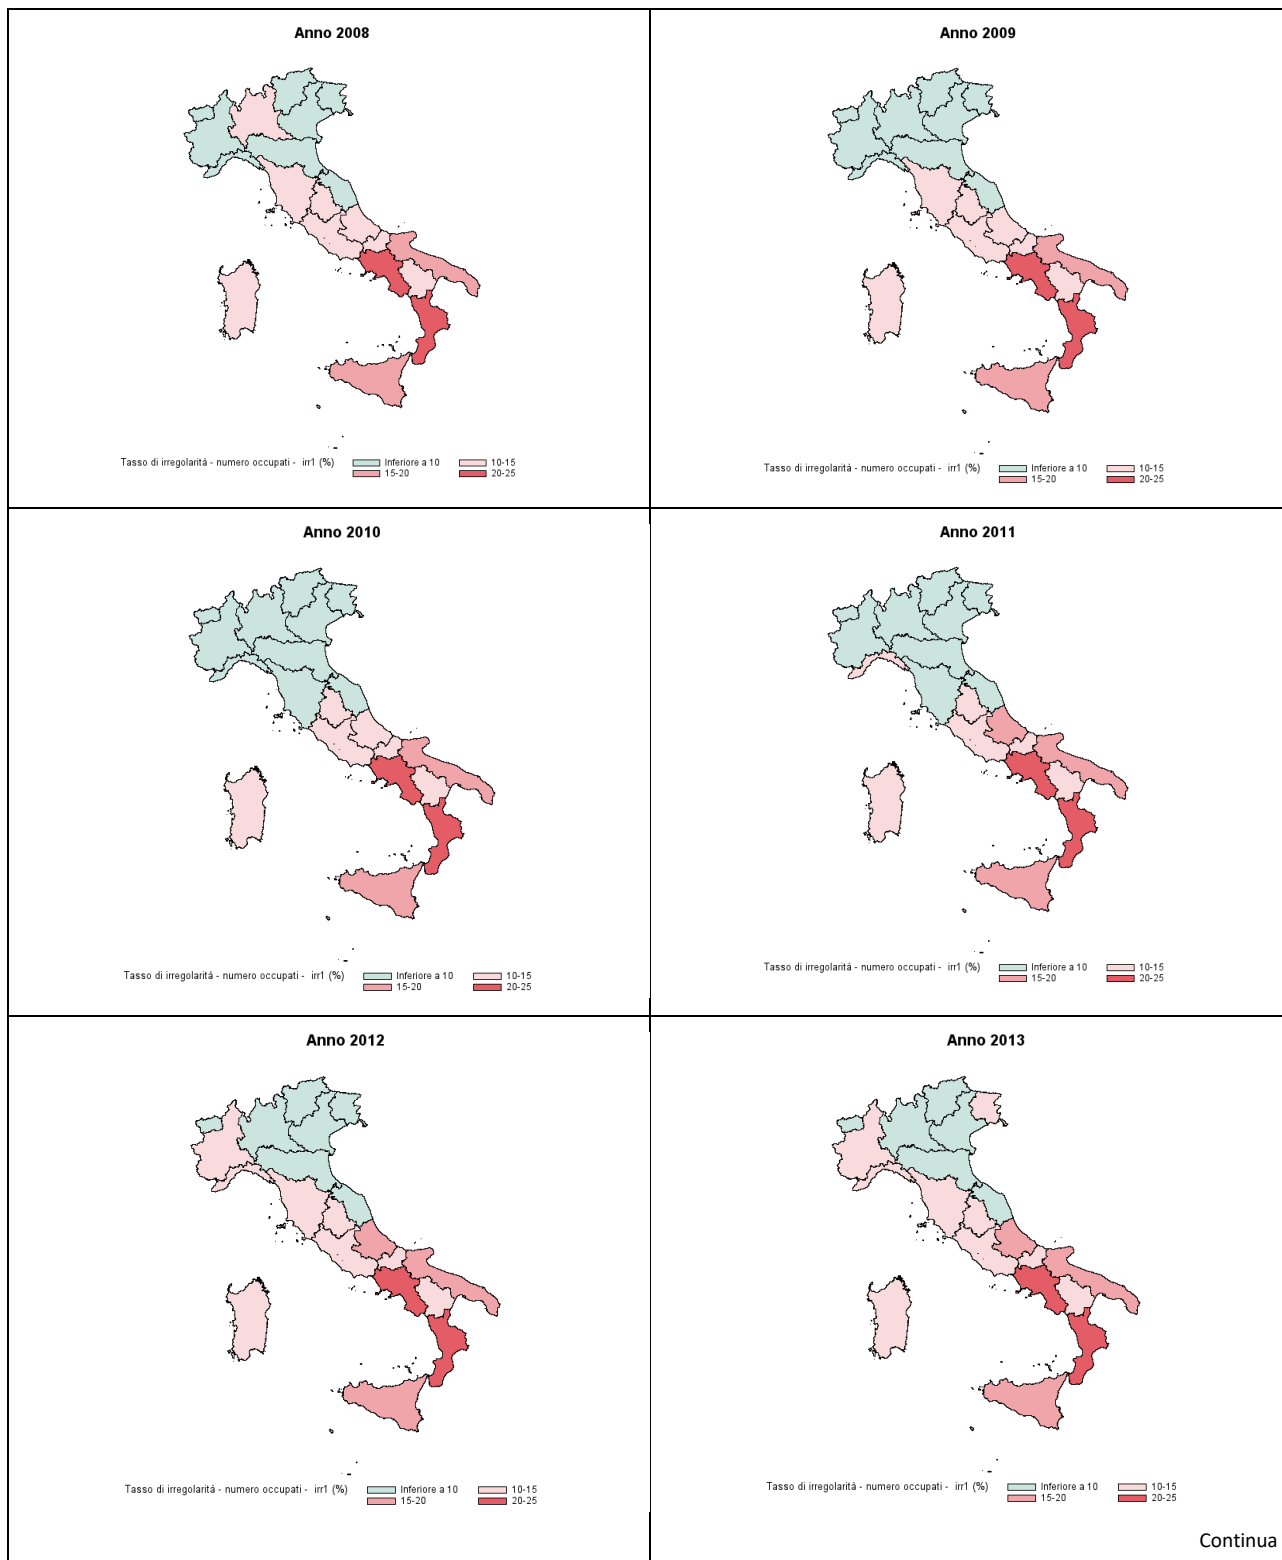 Anno 2008
Tasso di irregolarità - numero occupati - irr1 (%) Inferiore a 10 10-15
15-20 20-25
Anno 2009
Tasso di irregolarità - numero occupati - irr1 (%) Inferiore a 10 10-15
15-20 20-25
Anno 2010
Tasso di irregolarità - numero occupati - irr1 (%) Inferiore a 10 10-15
15-20 20-25
Anno 2011
Tasso di irregolarità - numero occupati - irr1 (%) Inferiore a 10 10-15
15-20 20-25
Anno 2012
Tasso di irregolarità - numero occupati - irr1 (%) Inferiore a 10 10-15
15-20 20-25
Anno 2013
Tasso di irregolarità - numero occupati - irr1 (%) Inferiore a 10 10-15
15-20 20-25
Continua